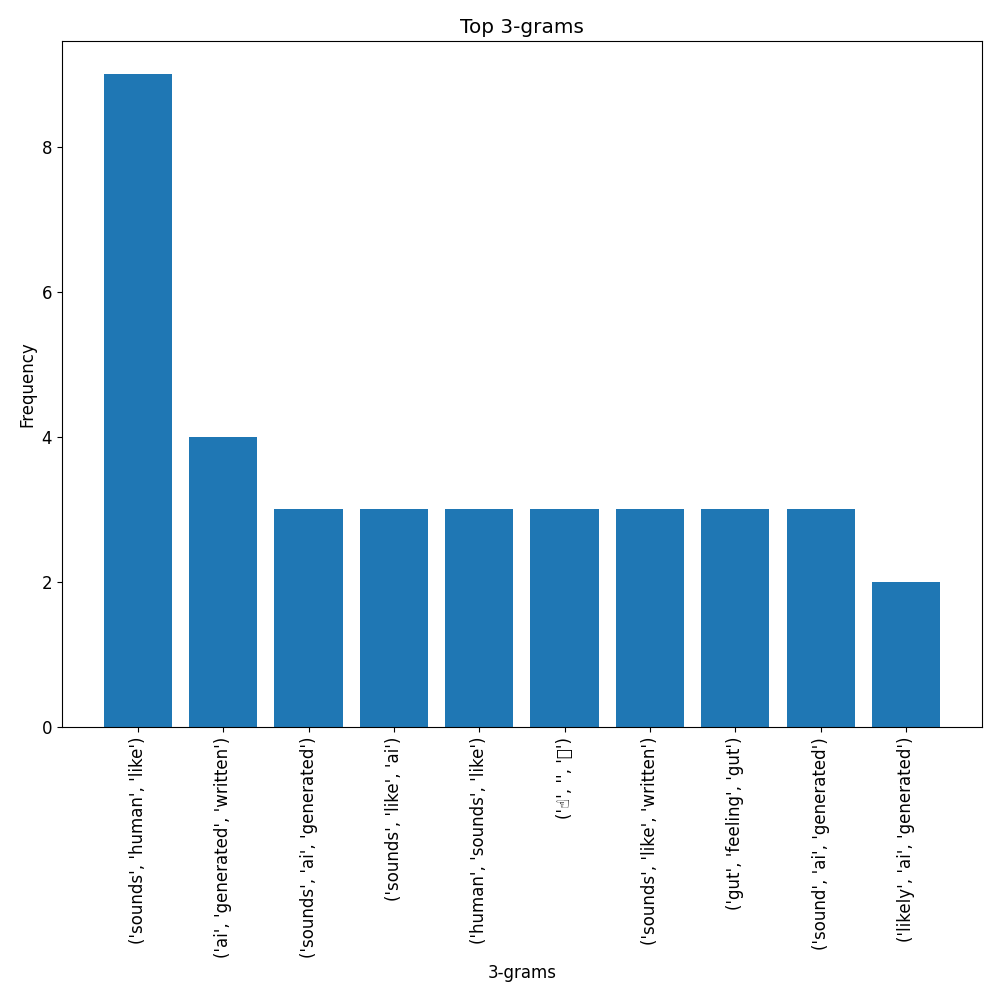 Top 3-grams
Frequency
8
6
4
2
0
('sounds', 'human', 'like')
('ai', 'generated', 'written')
('sounds', 'ai', 'generated')
('sounds', 'like', 'ai')
('human', 'sounds', 'like')
('☝', '', '▯')
('sounds', 'like', 'written')
('gut', 'feeling', 'gut')
('sound', 'ai', 'generated')
('likely', 'ai', 'generated')
3-grams